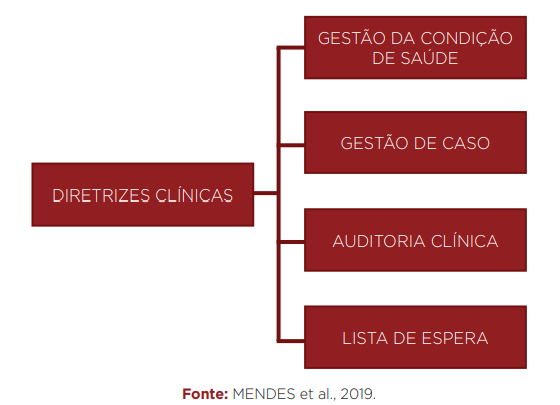 GESTÃO DA CONDIÇÃO
DE SAÚDE
GESTÃO DE CASO
DIRETRIZES CLÍNICAS
AUDITORIA CLÍNICA
LISTA DE ESPERA
Fonte: MENDES et al., 2019.